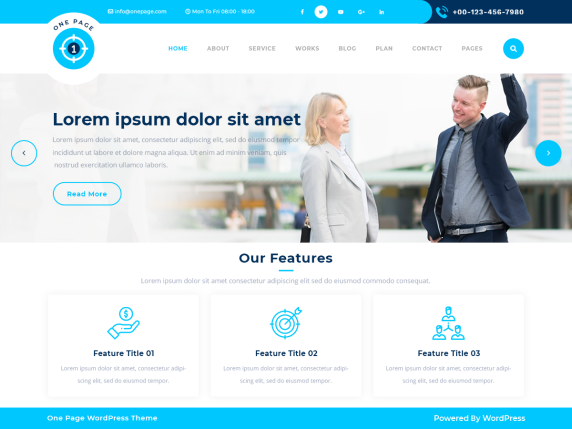 info@onepage.com
Mon To Fri 08:00 - 18:00
+00-123-456-7980
ONE PAGE
1
HOME
ABOUT
SERVICE
WORKS
BLOG
PLAN
CONTACT
PAGES
Lorem ipsum dolor sit amet
Lorem ipsum dolor sit amet, consectetur adipiscing elit, sed do eiusmod tempor
incididunt ut labore et dolore magna aliqua. Ut enim ad minim veniam, quis
nostrud exercitation ullamco laboris.
Read More
Our Features
Lorem ipsum dolor sit amet consectetur adipiscing elit sed do eiusmod commodo consequat.
Feature Title 01
Lorem ipsum dolor sit amet, consectetur adipi-
scing elit, sed do eiusmod tempor.
Feature Title 02
Lorem ipsum dolor sit amet, consectetur adipi-
scing elit, sed do eiusmod tempor.
Feature Title 03
Lorem ipsum dolor sit amet, consectetur adipi-
scing elit, sed do eiusmod tempor.
One Page WordPress Theme
Powered By WordPress